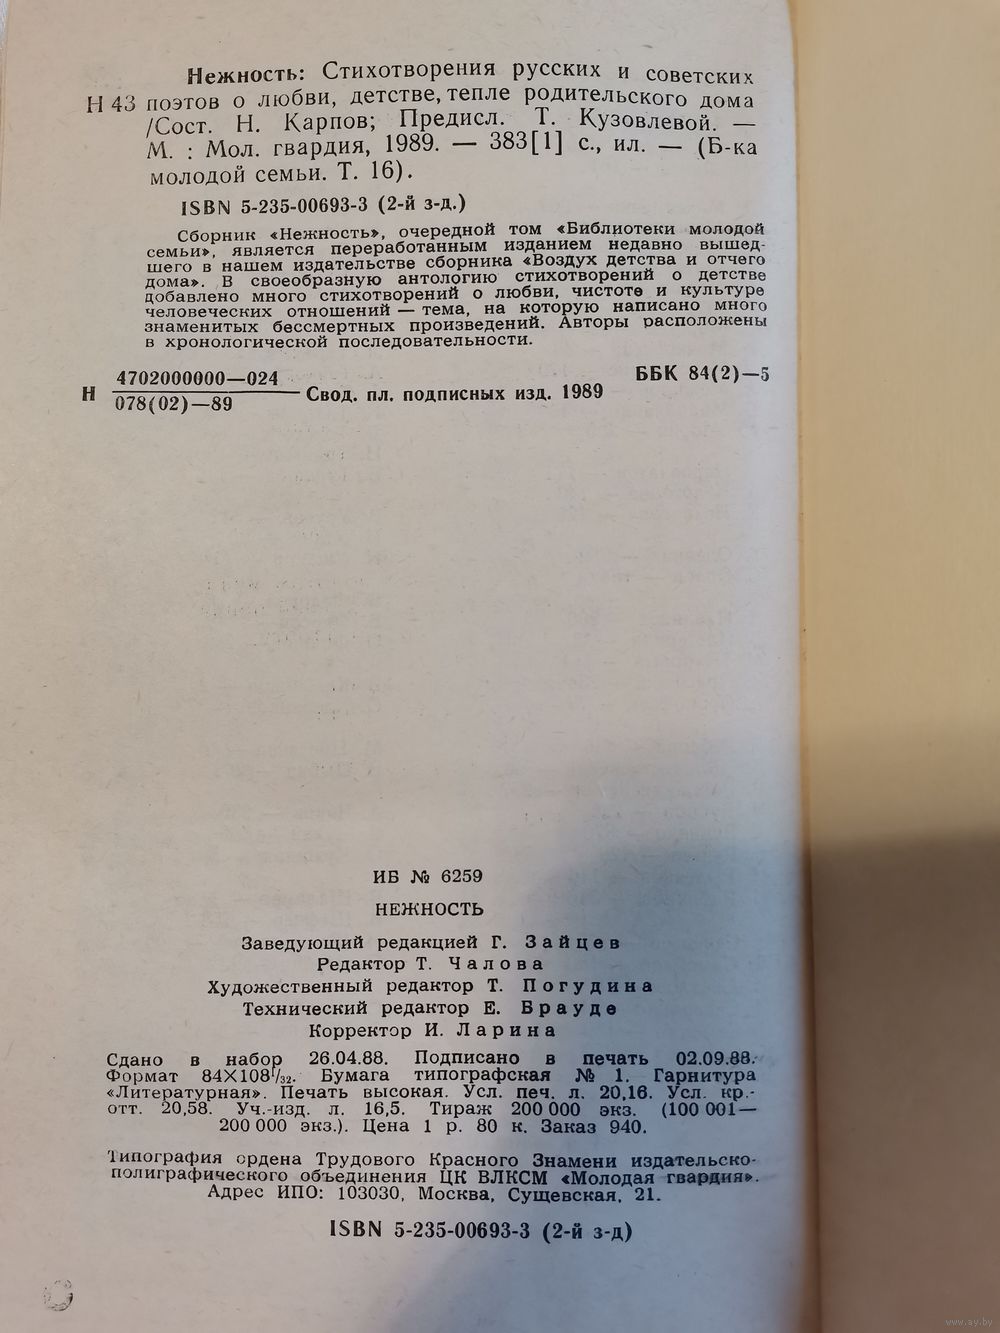 Нежность: Стихотворения русских и советских
Н 43 поэтов о любви, детстве, тепле родительского дома
/Сост. Н. Карпов; Предисл. Т. Кузовлевой. —
М. : Мол. гвардия, 1989. — 383[1] с., ил. — (Б-ка
молодой семьи. Т. 16).
ISBN 5-235-00693-3 (2-й з-д.)
Сборник «Нежность», очередной том «Библиотеки молодой
семьи», является переработанным изданием недавно вышед-
шего в нашем издательстве сборника «Воздух детства и отчего
дома». В своеобразную антологию стихотворений о детстве
добавлено много стихотворений о любви, чистоте и культуре
человеческих отношений — тема, на которую написано много
знаменитых бессмертных произведений. Авторы расположены
в хронологической последовательности.
Н 4702000000—024
078(02)—89 Свод. пл. подписных изд. 1989
ББК 84(2)—5
ИБ № 6259
НЕЖНОСТЬ
Заведующий редакцией Г. Зайцев
Редактор Т. Чалова
Художественный редактор Т. Погудина
Технический редактор Е. Брауде
Корректор И. Ларина
Сдано в набор 26.04.88. Подписано в печать 02.09.88.
Формат 84×108¹/₃₂. Бумага типографская № 1. Гарнитура
«Литературная». Печать высокая. Усл. печ. л. 20,16. Усл. кр.-
отт. 20,58. Уч.-изд. л. 16,5. Тираж 200 000 экз. (100 001—
200 000 экз.). Цена 1 р. 80 к. Заказ 940.
Типография ордена Трудового Красного Знамени издательско-
полиграфического объединения ЦК ВЛКСМ «Молодая гвардия».
Адрес ИПО: 103030, Москва, Сущевская, 21.
ISBN 5-235-00693-3 (2-й з-д)
www.ay.by